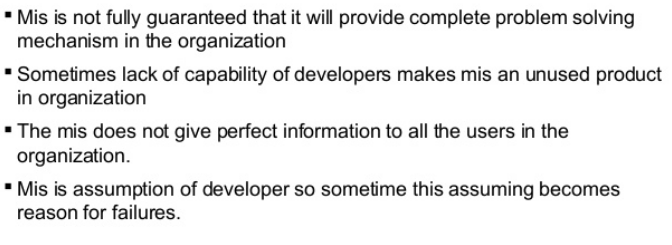 ▪ Mis is not fully guaranteed that it will provide complete problem solving
mechanism in the organization
▪ Sometimes lack of capability of developers makes mis an unused product
in organization
▪ The mis does not give perfect information to all the users in the
organization.
▪ Mis is assumption of developer so sometime this assuming becomes
reason for failures.